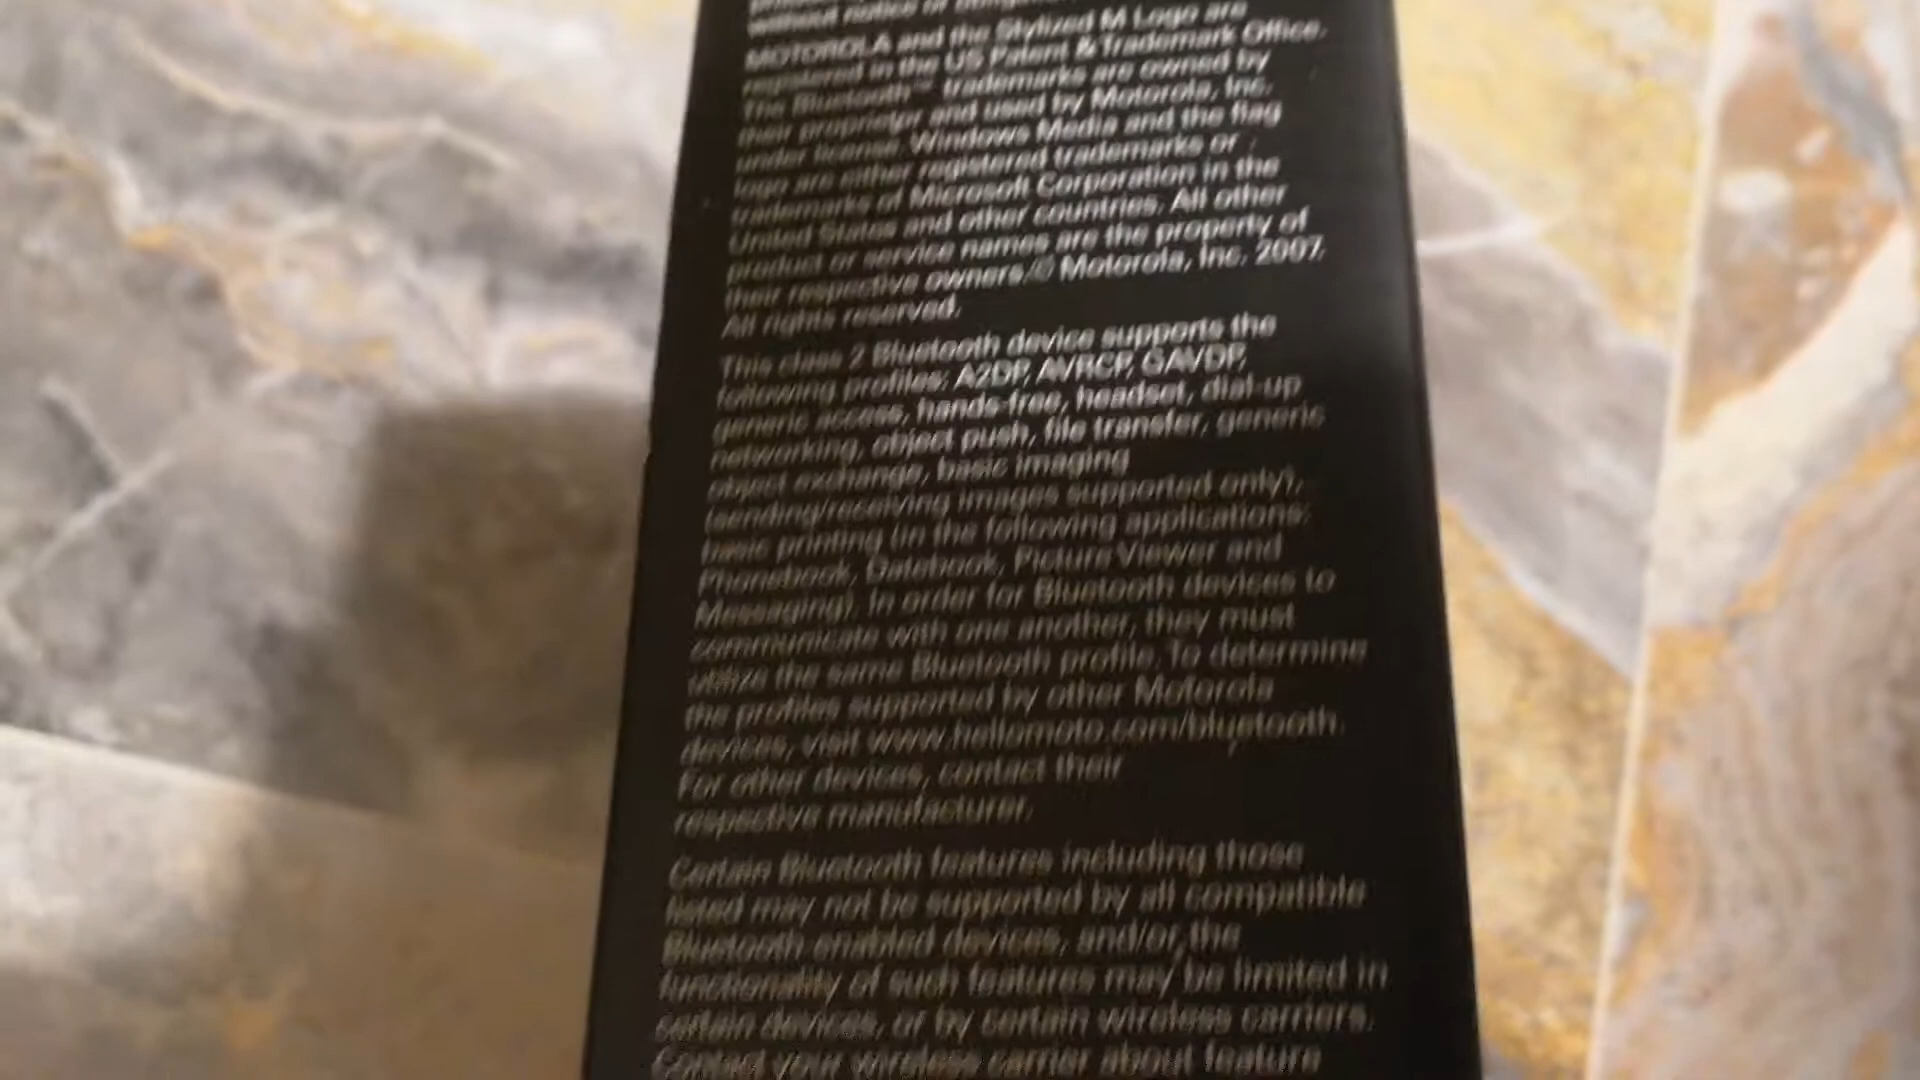 without notice or
MOTOROLA and the Stylized M Logo are
registered in the US Patent & Trademark Office.
The Bluetooth trademarks are owned by
their proprietor and used by Motorola, Inc.
under license. Windows Media and the flag
logo are either registered trademarks or
trademarks of Microsoft Corporation in the
United States and other countries. All other
product or service names are the property of
their respective owners.© Motorola, Inc. 2007.
All rights reserved.
This class 2 Bluetooth device supports the
following profiles: A2DP, AVRCP, GAVDP,
generic access, hands-free, headset, dial-up
networking, object push, file transfer, generic
object exchange, basic imaging
(sending/receiving images supported only),
basic printing (in the following applications:
Phonebook, Datebook, Picture Viewer and
Messaging). In order for Bluetooth devices to
communicate with one another, they must
utilize the same Bluetooth profile. To determine
the profiles supported by other Motorola
devices, visit www.hellomoto.com/bluetooth.
For other devices, contact their
respective manufacturer.
Certain Bluetooth features including those
listed may not be supported by all compatible
Bluetooth enabled devices, and/or the
functionality of such features may be limited in
certain devices, or by certain wireless carriers.
Contact your wireless carrier about feature